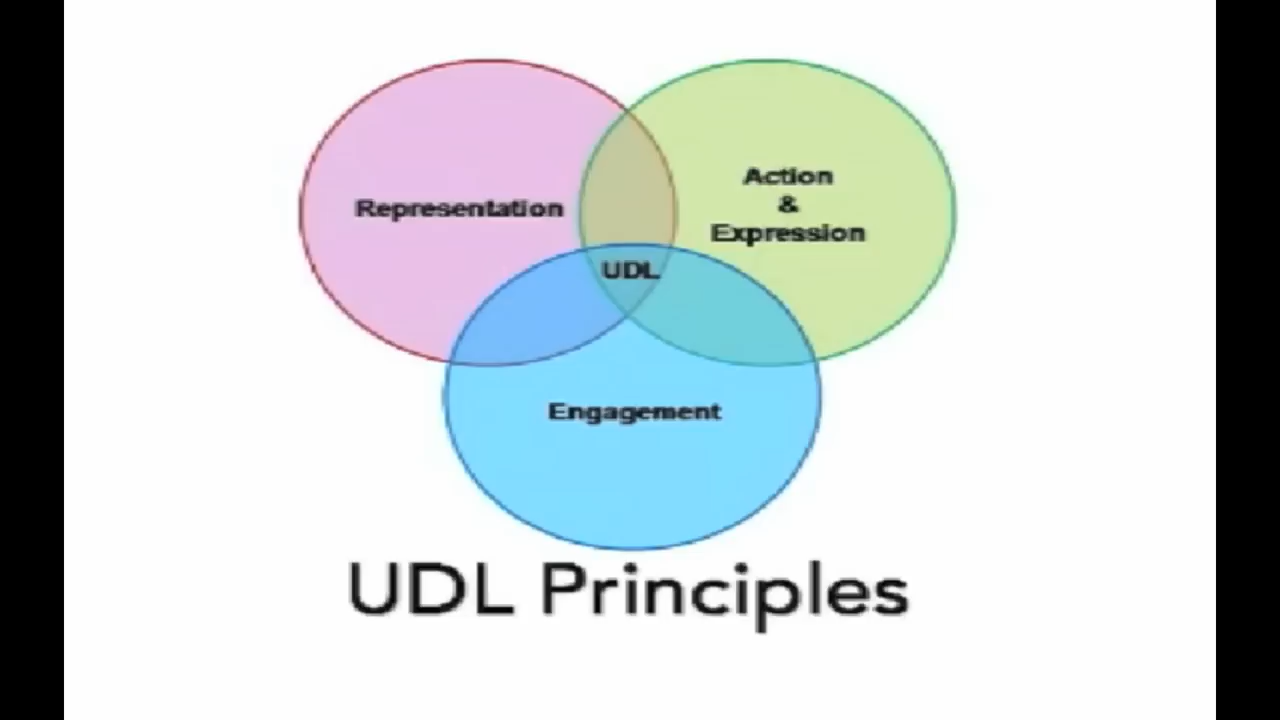 Representation
Action
&
Expression
UDL
Engagement
UDL Principles